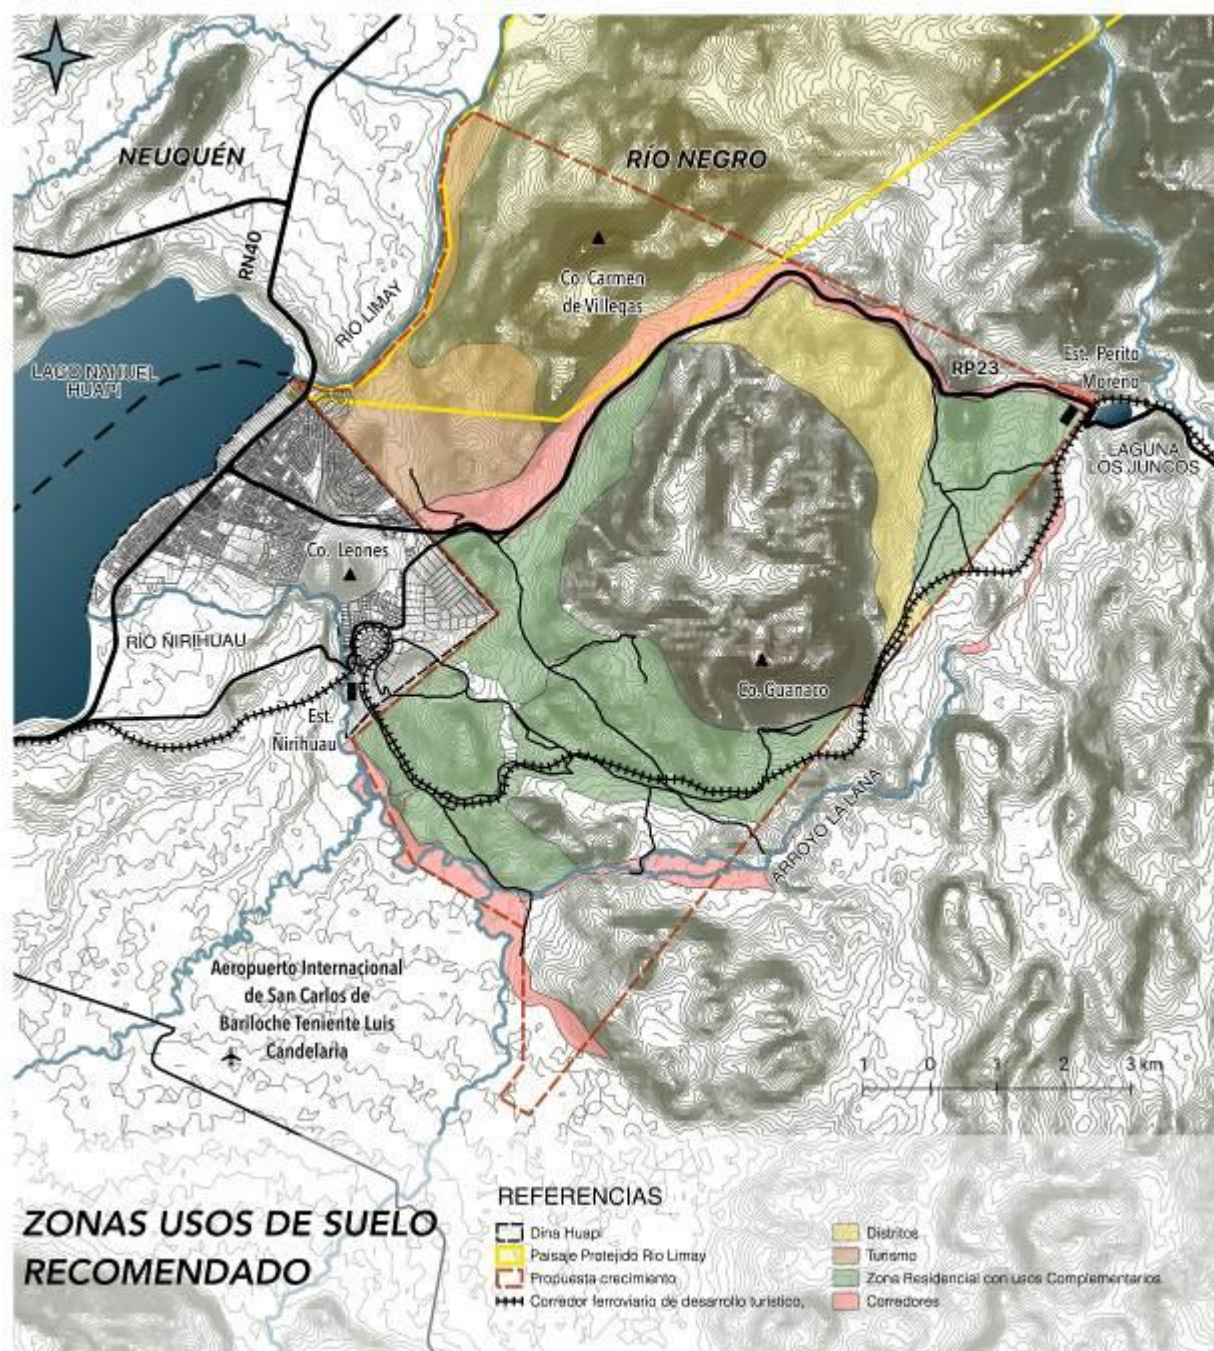 NEUQUÉN
RÍO NEGRO
RN40
RÍO LIMAY
Co. Carmen
de Villegas
LAGO NAHUEL
HUAPI
RP23
Est. Perito
Moreno
LAGUNA
LOS JUNCOS
Co. Leones
RÍO ÑIRIHUAU
Co. Guanaco
Est.
Ñirihuau
ARROYO LA LANA
Aeropuerto Internacional
de San Carlos de
Bariloche Teniente Luis
Candelaria
1 0 1 2 3 km
ZONAS USOS DE SUELO
RECOMENDADO
REFERENCIAS
Dina Huapi
Paisaje Protejido Rio Limay
Propuesta crecimiento
Corredor ferroviario de desarrollo turístico,
Distritos
Turismo
Zona Residencial con usos Complementarios
Corredores